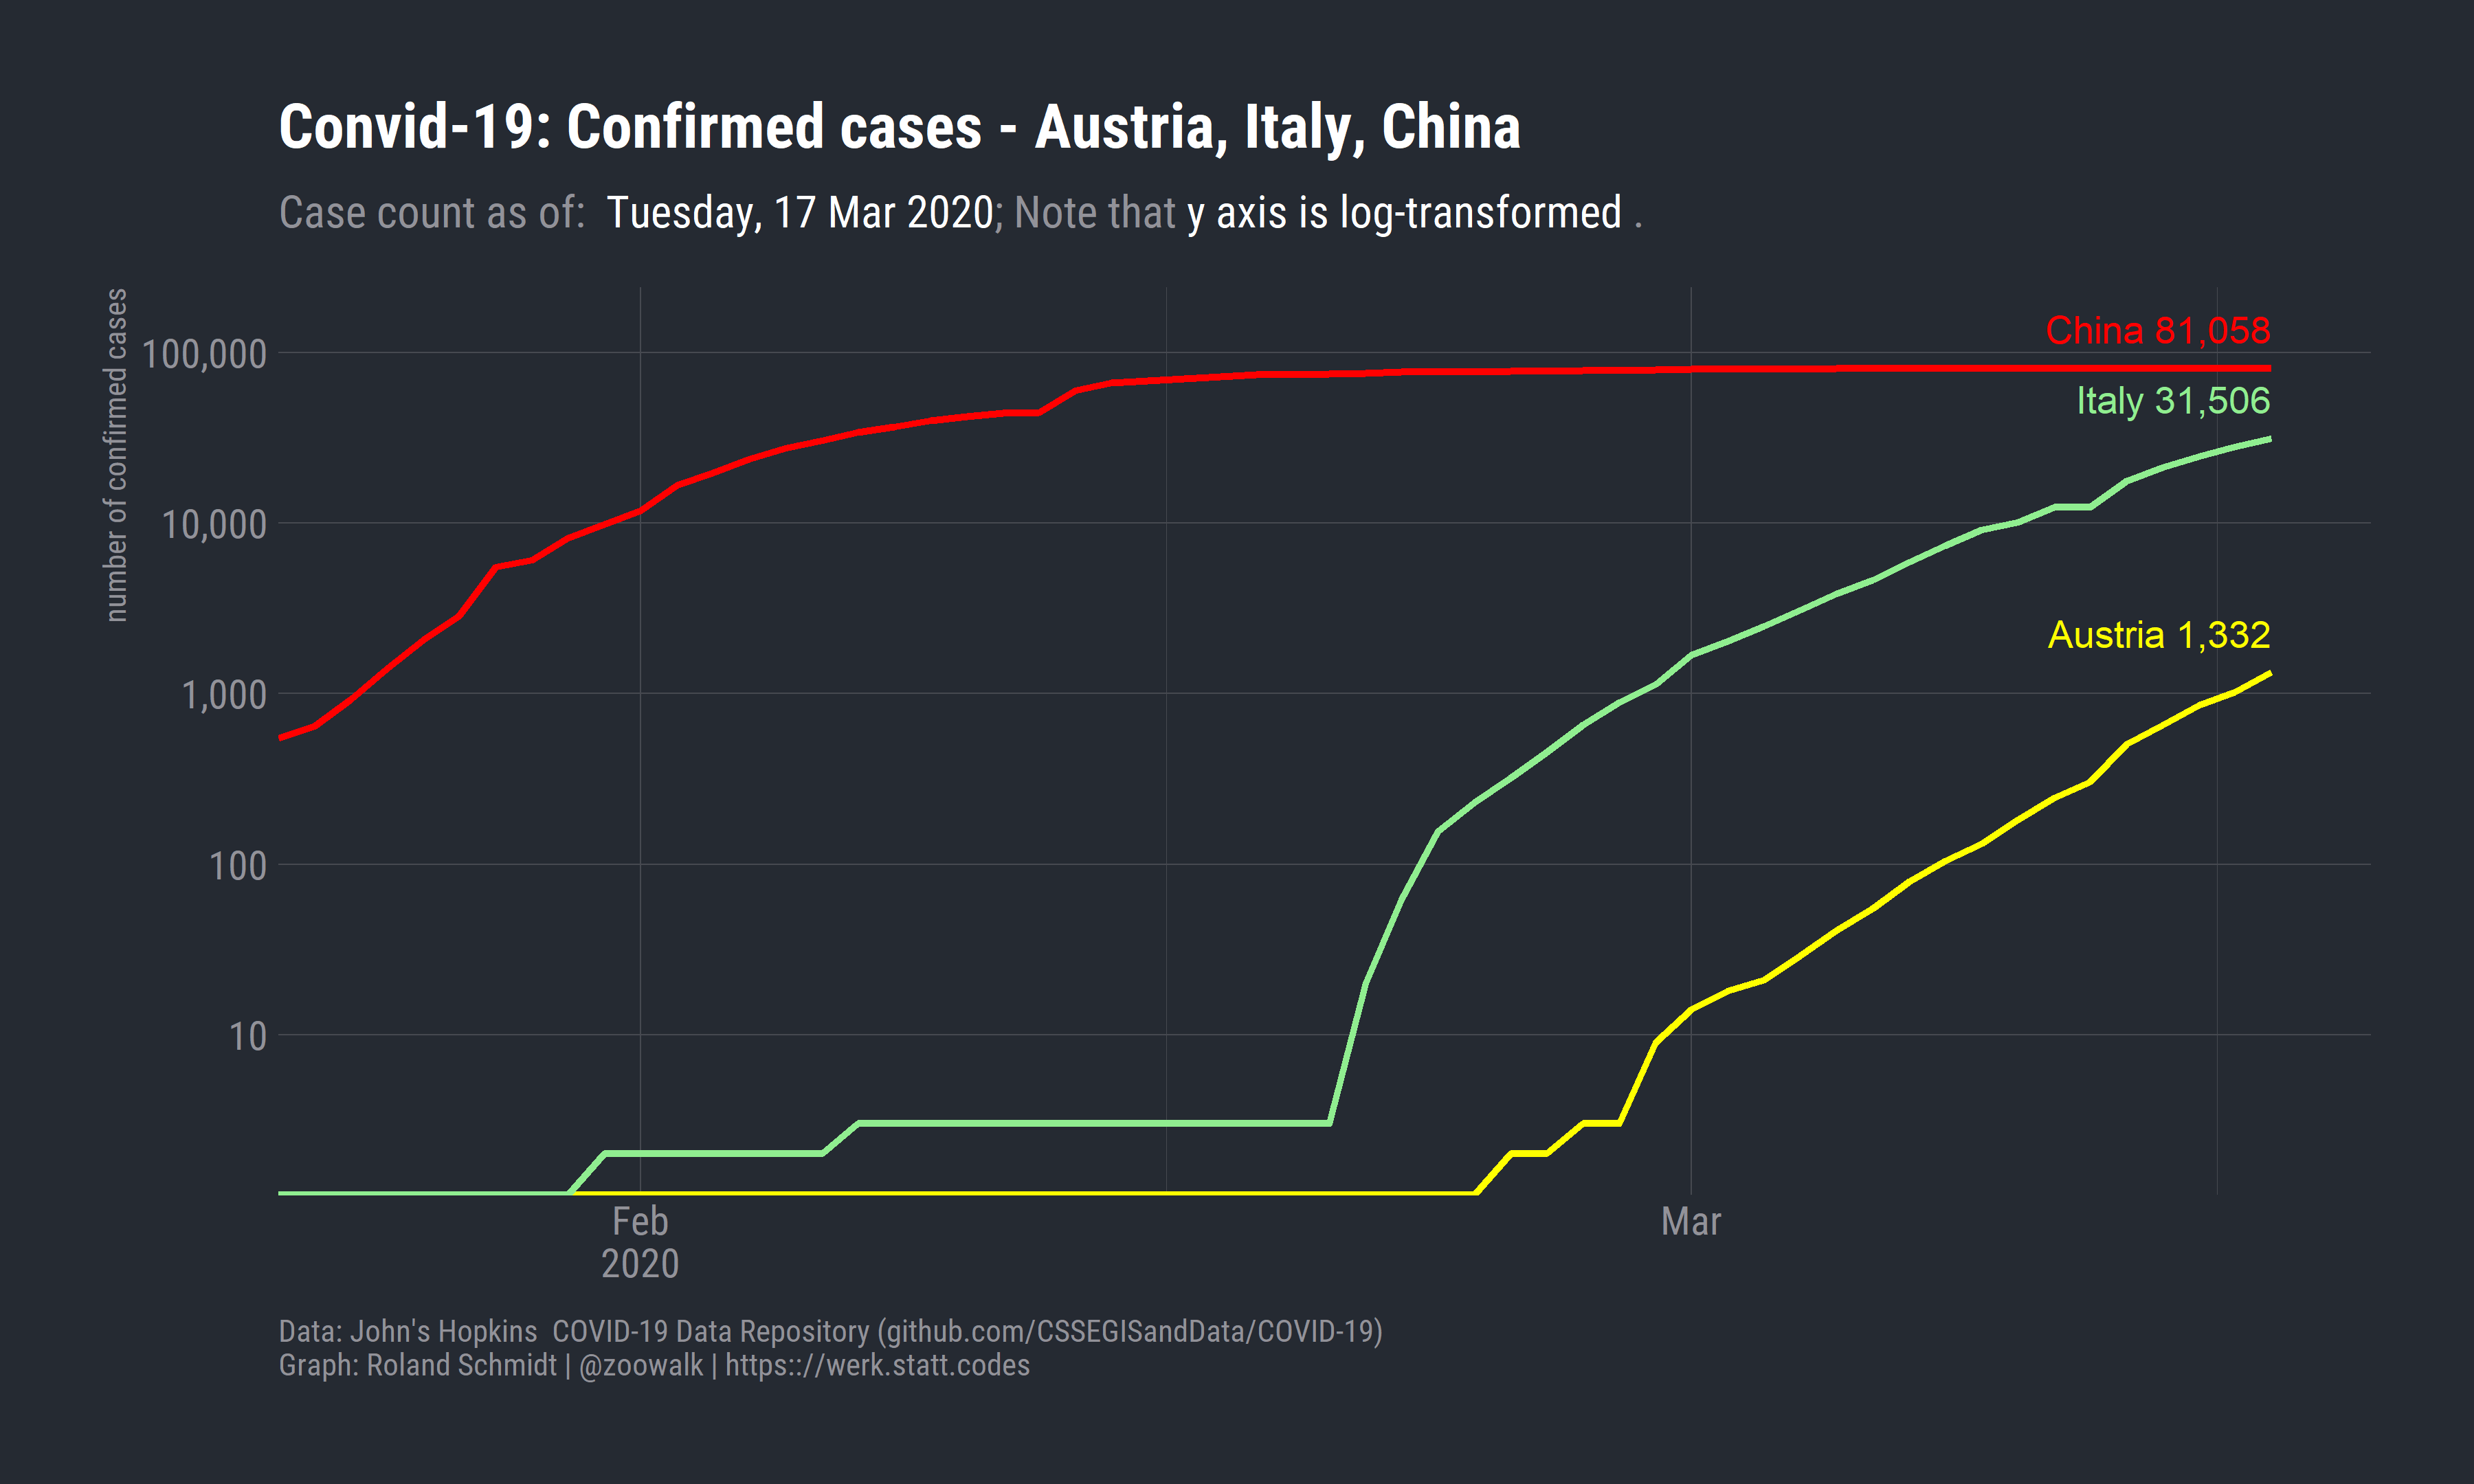 Convid-19: Confirmed cases - Austria, Italy, China
Case count as of:  Tuesday, 17 Mar 2020; Note that y axis is log-transformed .
number of confirmed cases
100,000
10,000
1,000
100
10
China 81,058
Italy 31,506
Austria 1,332
Feb
2020
Mar
Data: John's Hopkins  COVID-19 Data Repository (github.com/CSSEGISandData/COVID-19)
Graph: Roland Schmidt | @zoowalk | https:://werk.statt.codes